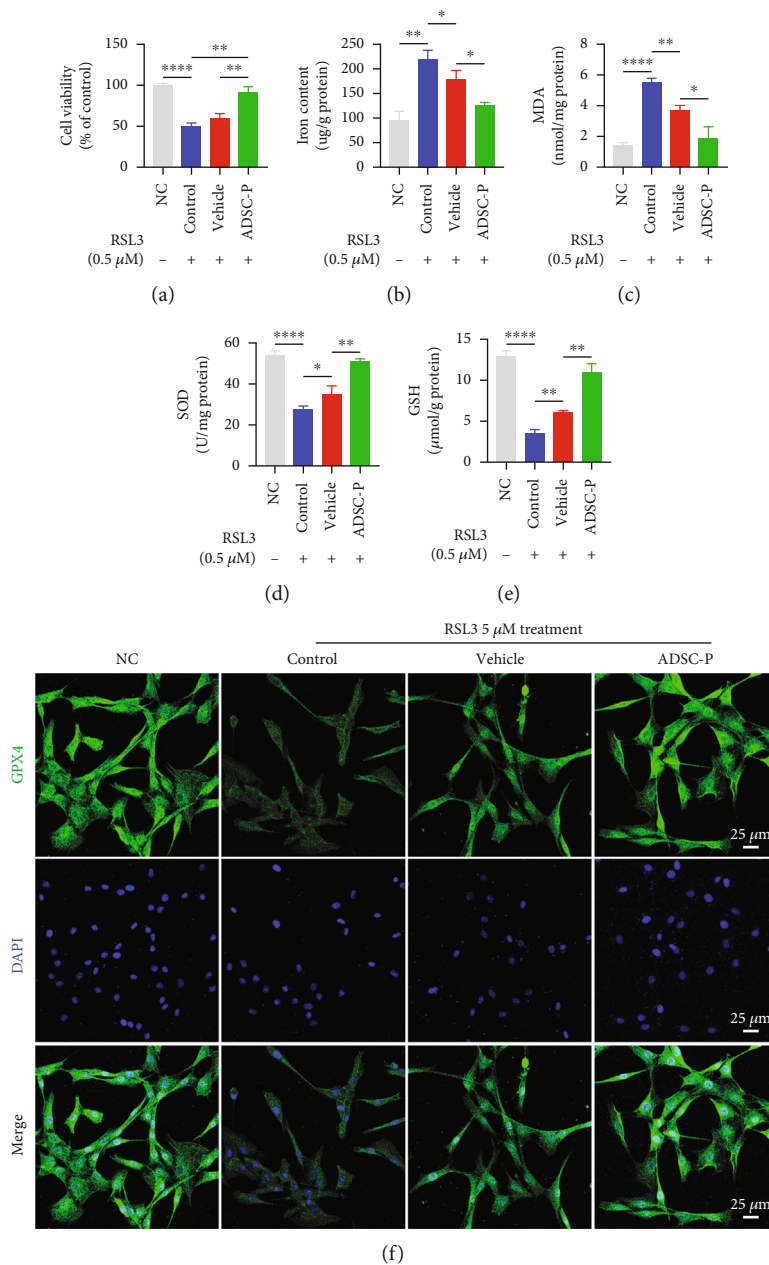 150
100
50
0
Cell viability
(% of control)
****
**
**
NC
Control
Vehicle
ADSC-P
RSL3
(0.5 μM)
– + + +
(a)
250
200
150
100
50
0
Iron content
(ug/g protein)
**
*
*
NC
Control
Vehicle
ADSC-P
RSL3
(0.5 μM)
– + + +
(b)
8
6
4
2
0
MDA
(nmol/mg protein)
****
**
*
NC
Control
Vehicle
ADSC-P
RSL3
(0.5 μM)
– + + +
(c)
60
40
20
0
SOD
(U/mg protein)
****
*
**
NC
Control
Vehicle
ADSC-P
RSL3
(0.5 μM)
– + + +
(d)
15
10
5
0
GSH
(μmol/g protein)
****
**
**
NC
Control
Vehicle
ADSC-P
RSL3
(0.5 μM)
– + + +
(e)
RSL3 5 μM treatment
NC Control Vehicle ADSC-P
GPX4
25 μm
DAPI
25 μm
Merge
25 μm
(f)